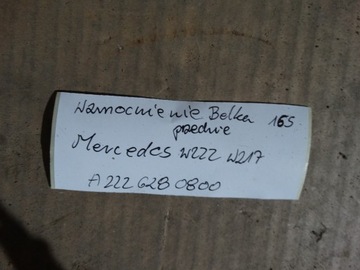 Wzmocnienie Belka 165
przednie
Mercedes W222 W217
A 222 628 0800